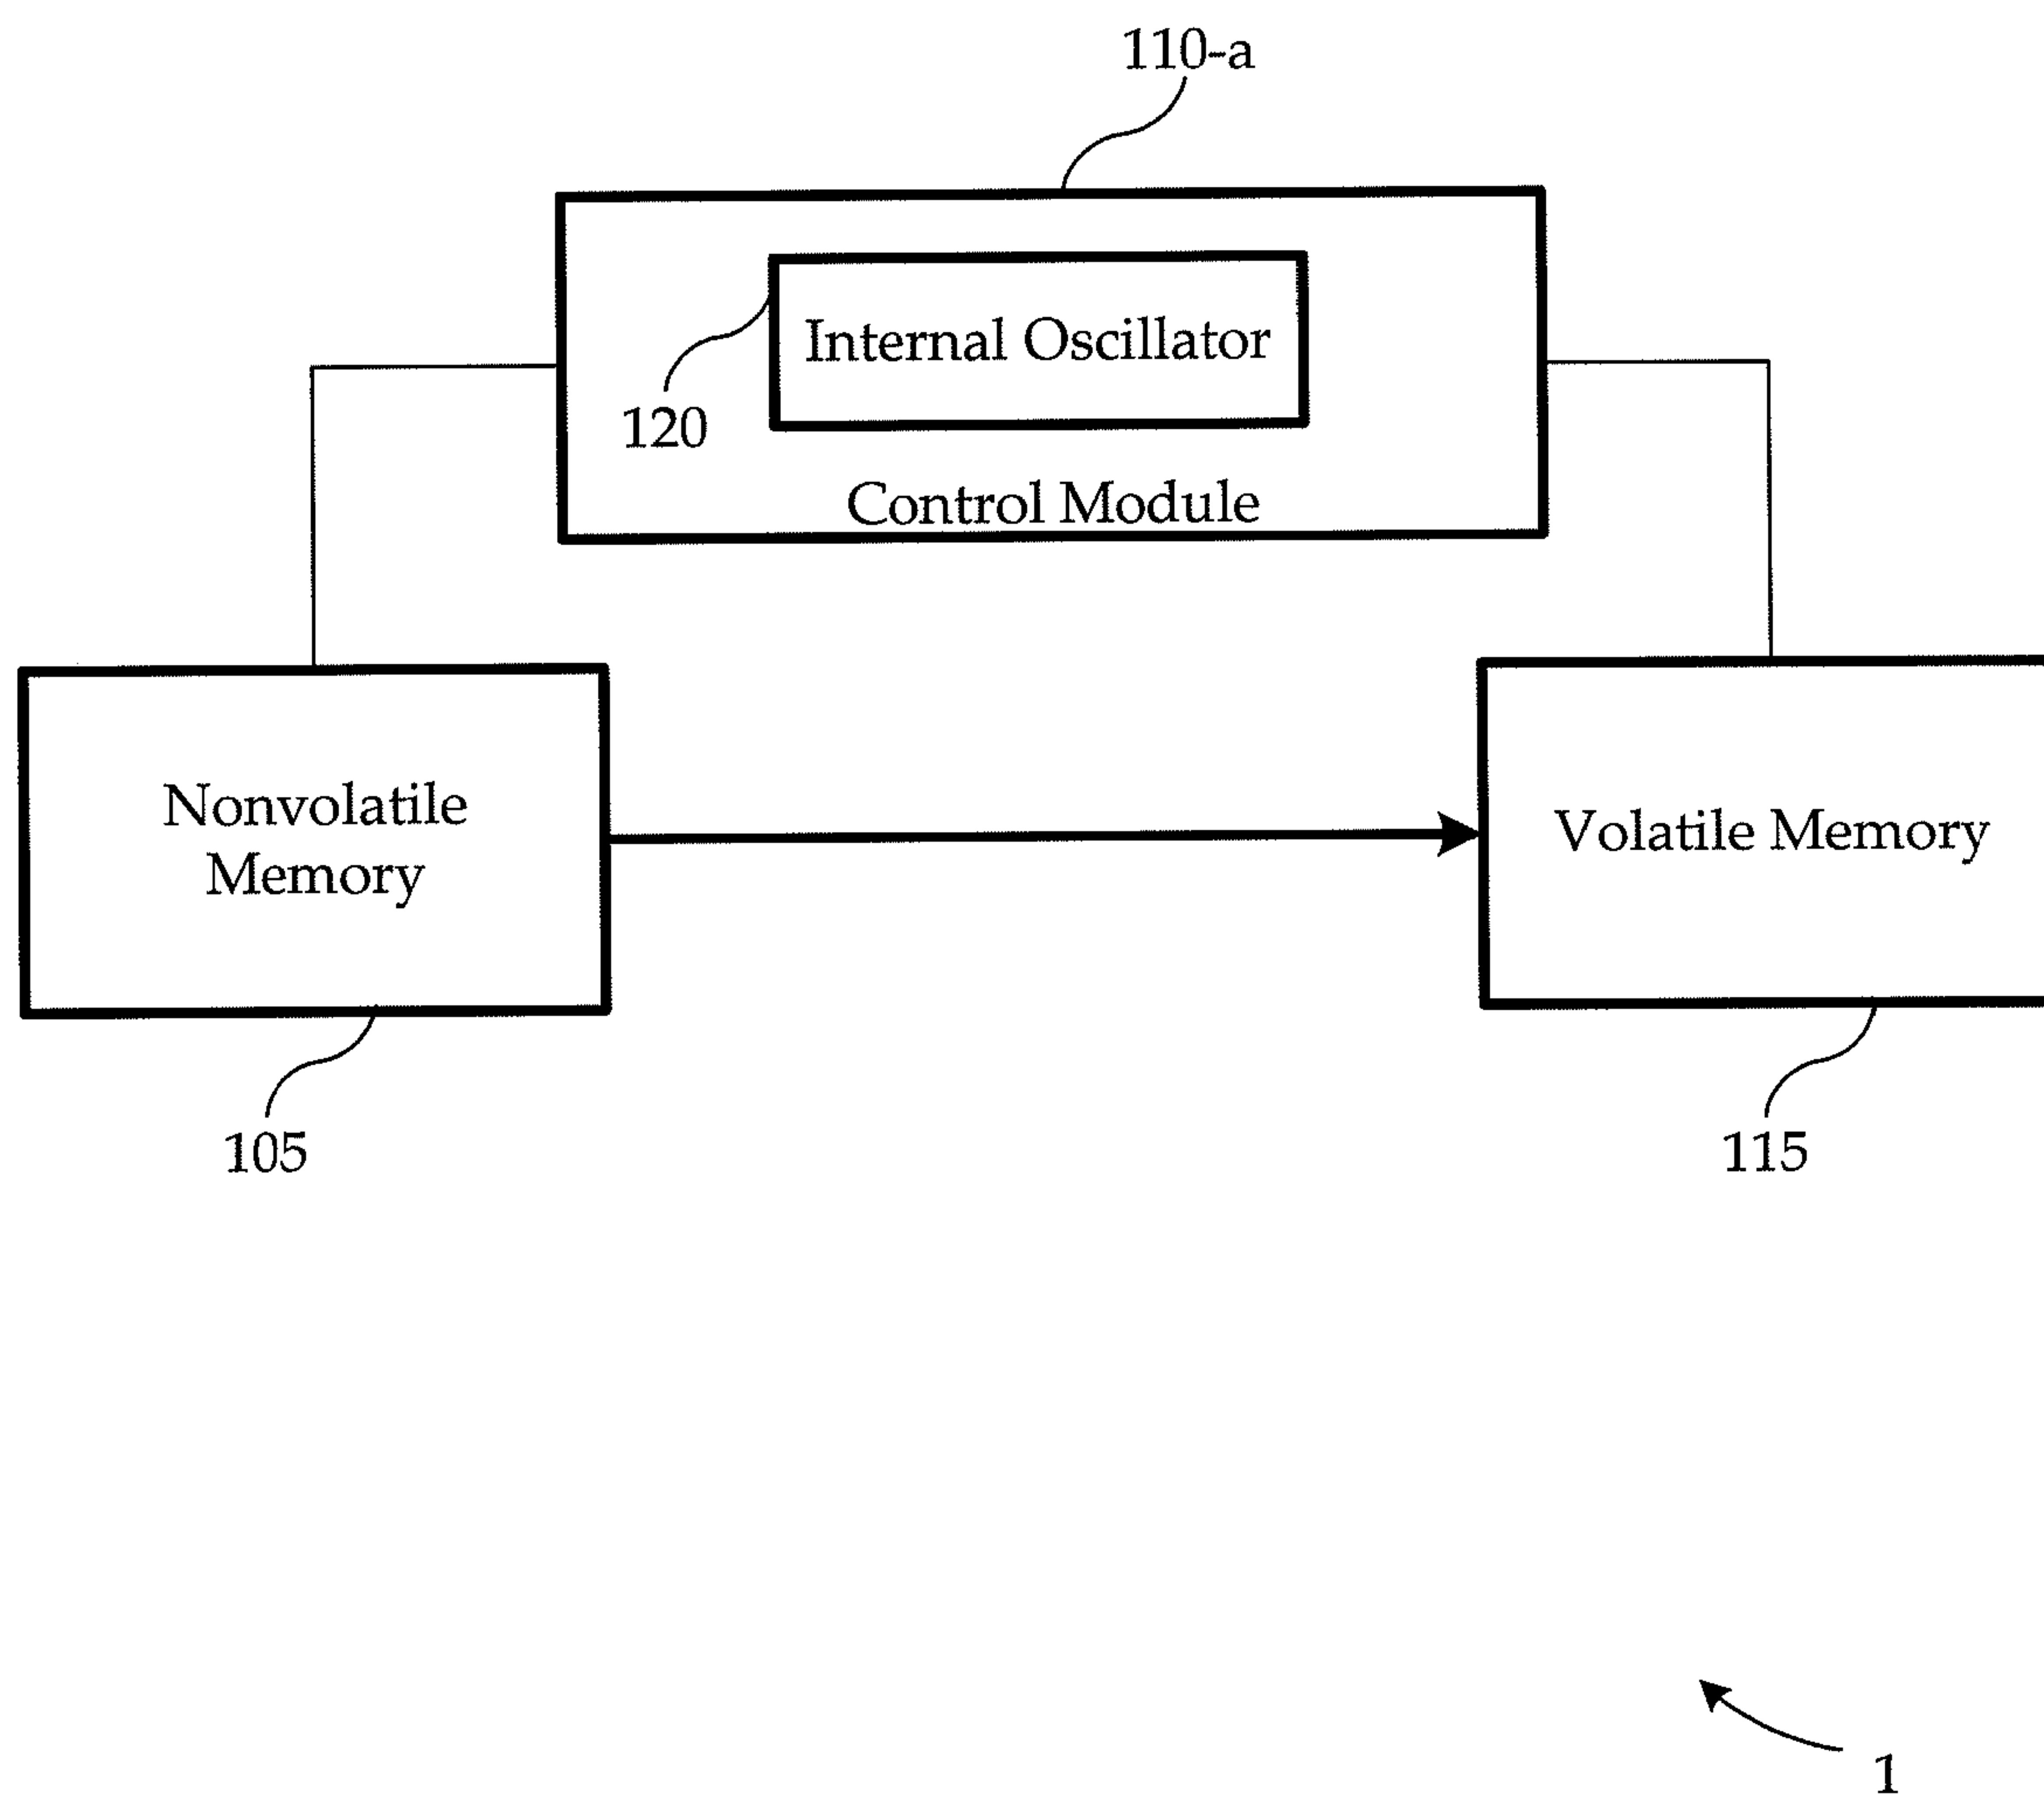 110-a
Internal Oscillator
120
Control Module
Nonvolatile
Memory
Volatile Memory
105
115
1